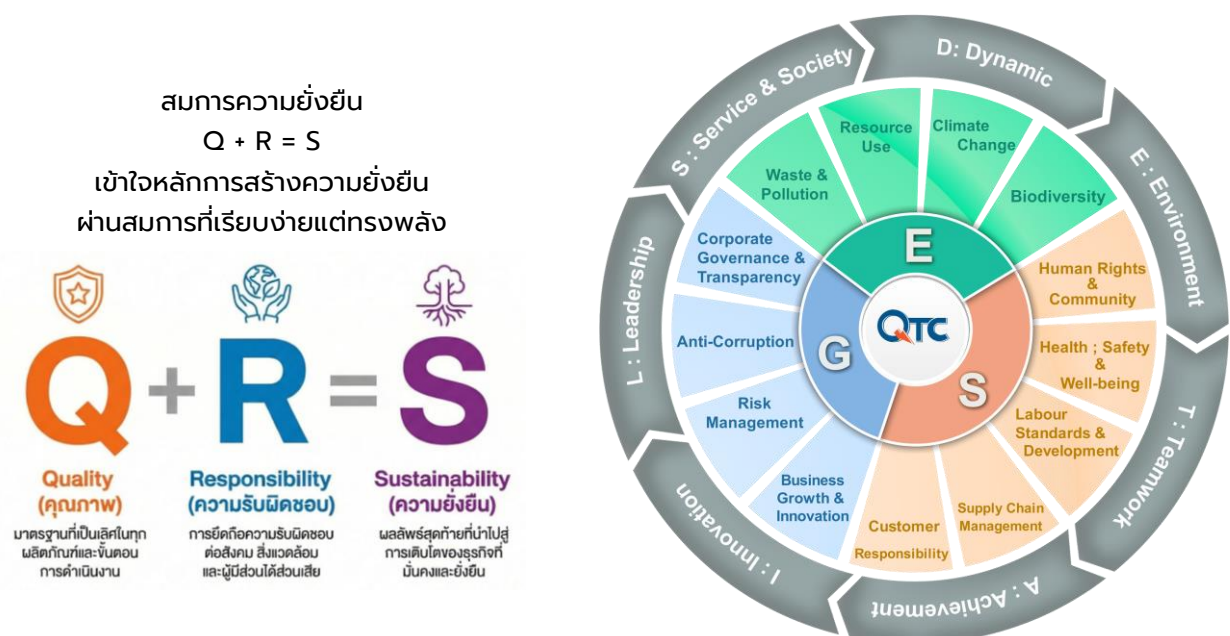 สมการความยั่งยืน
Q + R = S
เข้าใจหลักการสร้างความยั่งยืน
ผ่านสมการที่เรียบง่ายแต่ทรงพลัง
Q + R = S
Quality
(คุณภาพ)
มาตรฐานที่เป็นเลิศในทุก
ผลิตภัณฑ์และขั้นตอน
การดำเนินงาน
Responsibility
(ความรับผิดชอบ)
การยึดถือความรับผิดชอบ
ต่อสังคม สิ่งแวดล้อม
และผู้มีส่วนได้ส่วนเสีย
Sustainability
(ความยั่งยืน)
ผลลัพธ์สุดท้ายที่นำไปสู่
การเติบโตของธุรกิจที่
มั่นคงและยั่งยืน
S : Service & Society
D: Dynamic
E : Environment
T: Teamwork
A : Achievement
I : Innovation
L : Leadership
Waste &
Pollution
Resource
Use
Climate
Change
Biodiversity
Human Rights
&
Community
Health ; Safety
&
Well-being
Labour
Standards &
Development
Supply Chain
Management
Customer
Responsibility
Business
Growth &
Innovation
Risk
Management
Anti-Corruption
Corporate
Governance &
Transparency
E
S
G
QTC